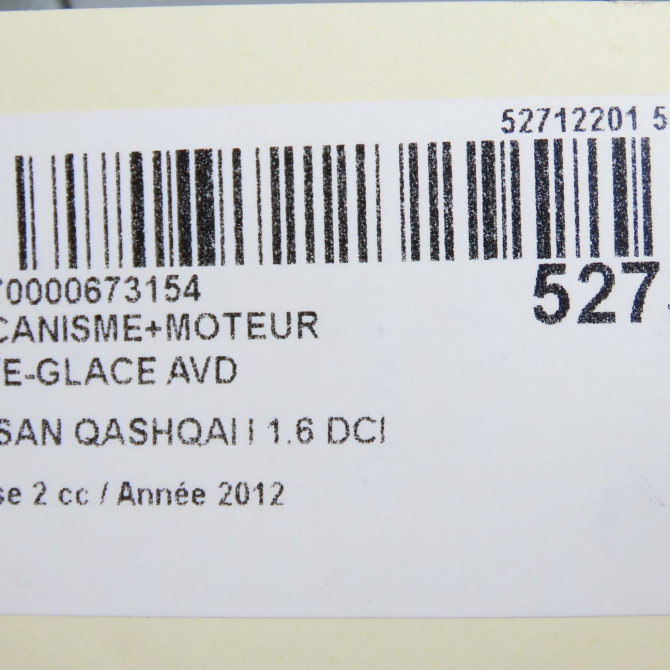 52712201 5
70000673154
527
CANISME+MOTEUR
E-GLACE AVD
SAN QASHQAI I 1.6 DCI
se 2 cc / Année 2012